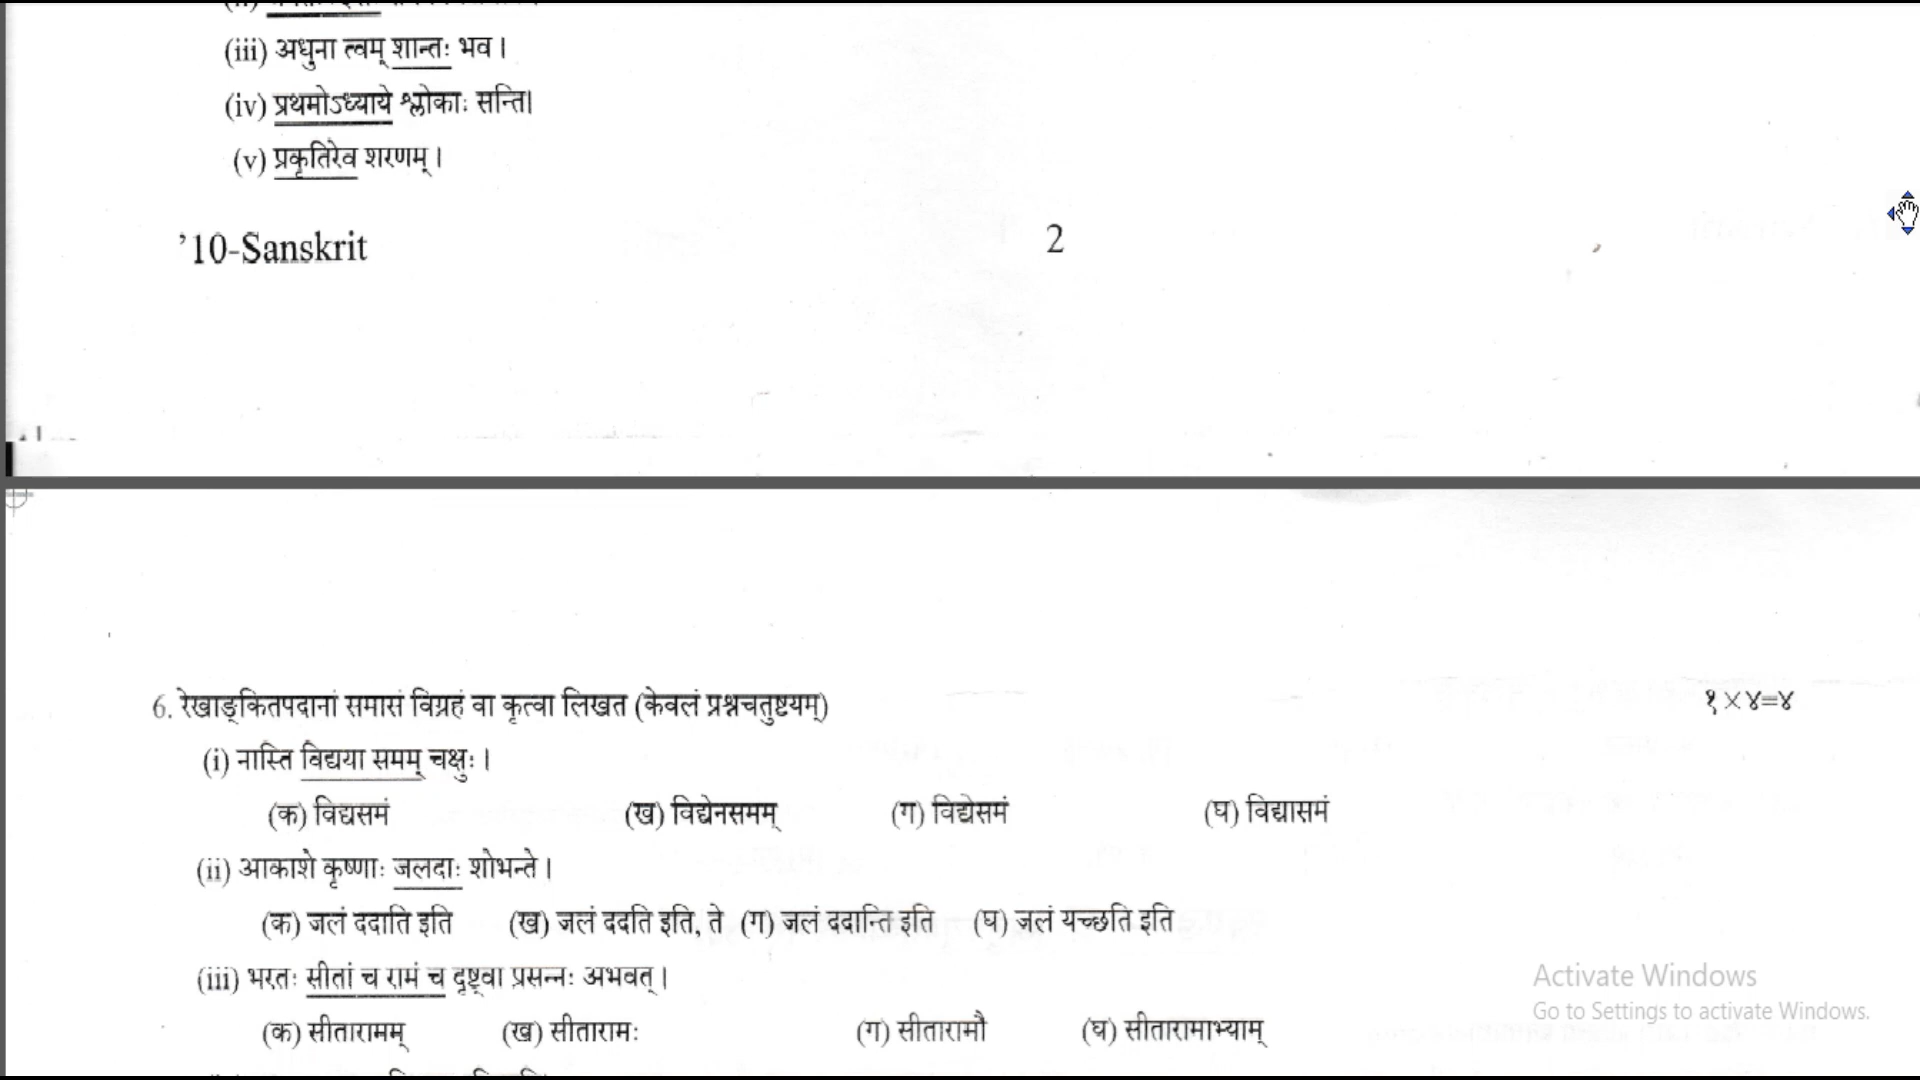 (iii) अधुना त्वम् शान्तः भव।
(iv) प्रथमोऽध्याये श्लोकाः सन्ति।
(v) प्रकृतिरेव शरणम्।
’10-Sanskrit 2
6. रेखाङ्कितपदानां समासं विग्रहं वा कृत्वा लिखत (केवलं प्रश्नचतुष्टयम्) १×४=४
(i) नास्ति विद्यया समम् चक्षुः।
(क) विद्यसमं (ख) विद्येनसमम् (ग) विद्येसमं (घ) विद्यासमं
(ii) आकाशे कृष्णाः जलदाः शोभन्ते।
(क) जलं ददाति इति (ख) जलं ददति इति, ते (ग) जलं ददान्ति इति (घ) जलं यच्छति इति
(iii) भरतः सीतां च रामं च दृष्ट्वा प्रसन्नः अभवत्।
(क) सीतारामम् (ख) सीतारामः (ग) सीतारामौ (घ) सीतारामाभ्याम्
Activate Windows
Go to Settings to activate Windows.